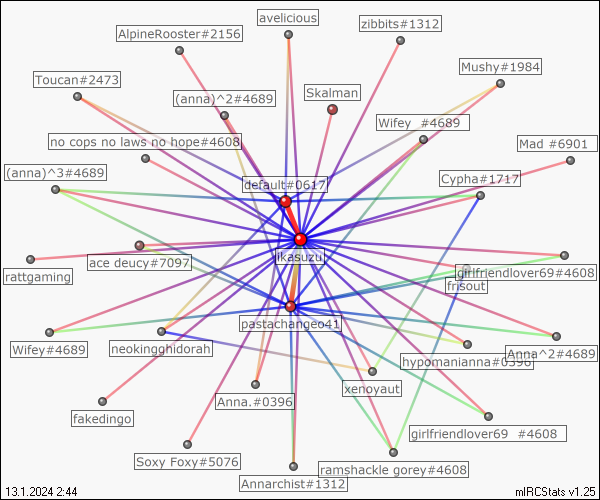 avelicious
zibbits#1312
AlpineRooster#2156
Mushy#1984
Toucan#2473
(anna)^2#4689
Skalman
Wifey  #4689
no cops no laws no hope#4608
Mad #6901
(anna)^3#4689
default#0617
Cypha#1717
ikasuzu
ace deucy#7097
rattgaming
girlfriendlover69#4608
frisout
pastachangeo41
Wifey#4689
neokingghidorah
hypomanianna#0396
Anna^2#4689
xenoyaut
Anna.#0396
fakedingo
girlfriendlover69  #4608
Soxy Foxy#5076
ramshackle gorey#4608
Annarchist#1312
13.1.2024 2:44
mIRCStats v1.25